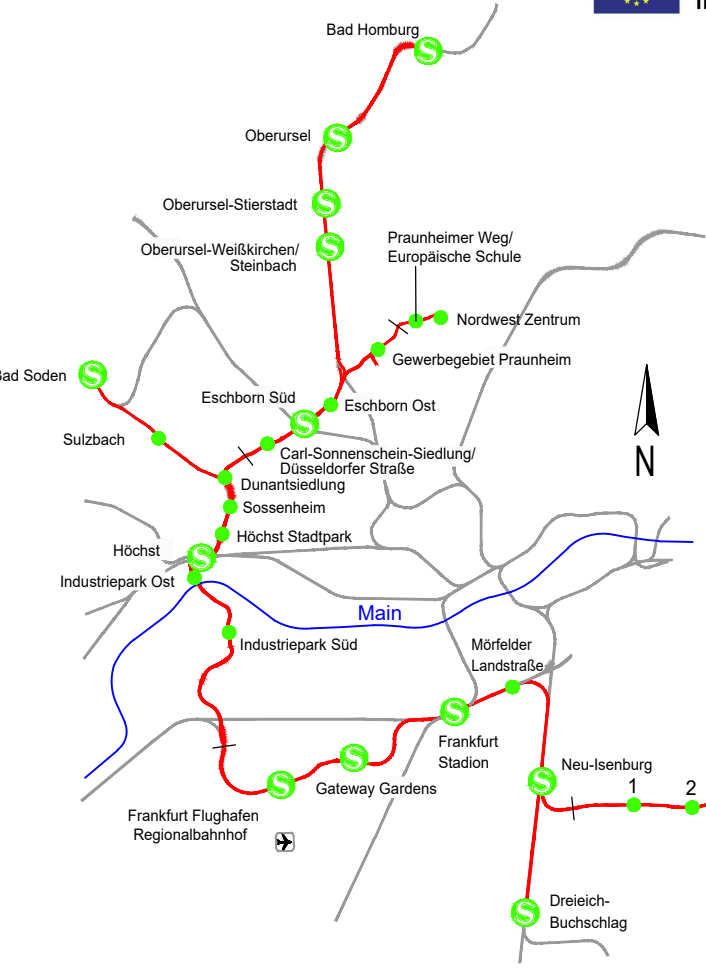 Bad Homburg
Oberursel
Oberursel-Stierstadt
Oberursel-Weißkirchen/
Steinbach
Praunheimer Weg/
Europäische Schule
Nordwest Zentrum
Gewerbegebiet Praunheim
Bad Soden
Eschborn Süd
Eschborn Ost
Sulzbach
Carl-Sonnenschein-Siedlung/
Düsseldorfer Straße
Dunantsiedlung
Sossenheim
N
Höchst Stadtpark
Höchst
Industriepark Ost
Main
Industriepark Süd
Mörfelder
Landstraße
Frankfurt
Stadion
Neu-Isenburg
1
2
Gateway Gardens
Frankfurt Flughafen
Regionalbahnhof
Dreieich-
Buchschlag
S
S
S
S
S
S
S
S
S
S
S
S